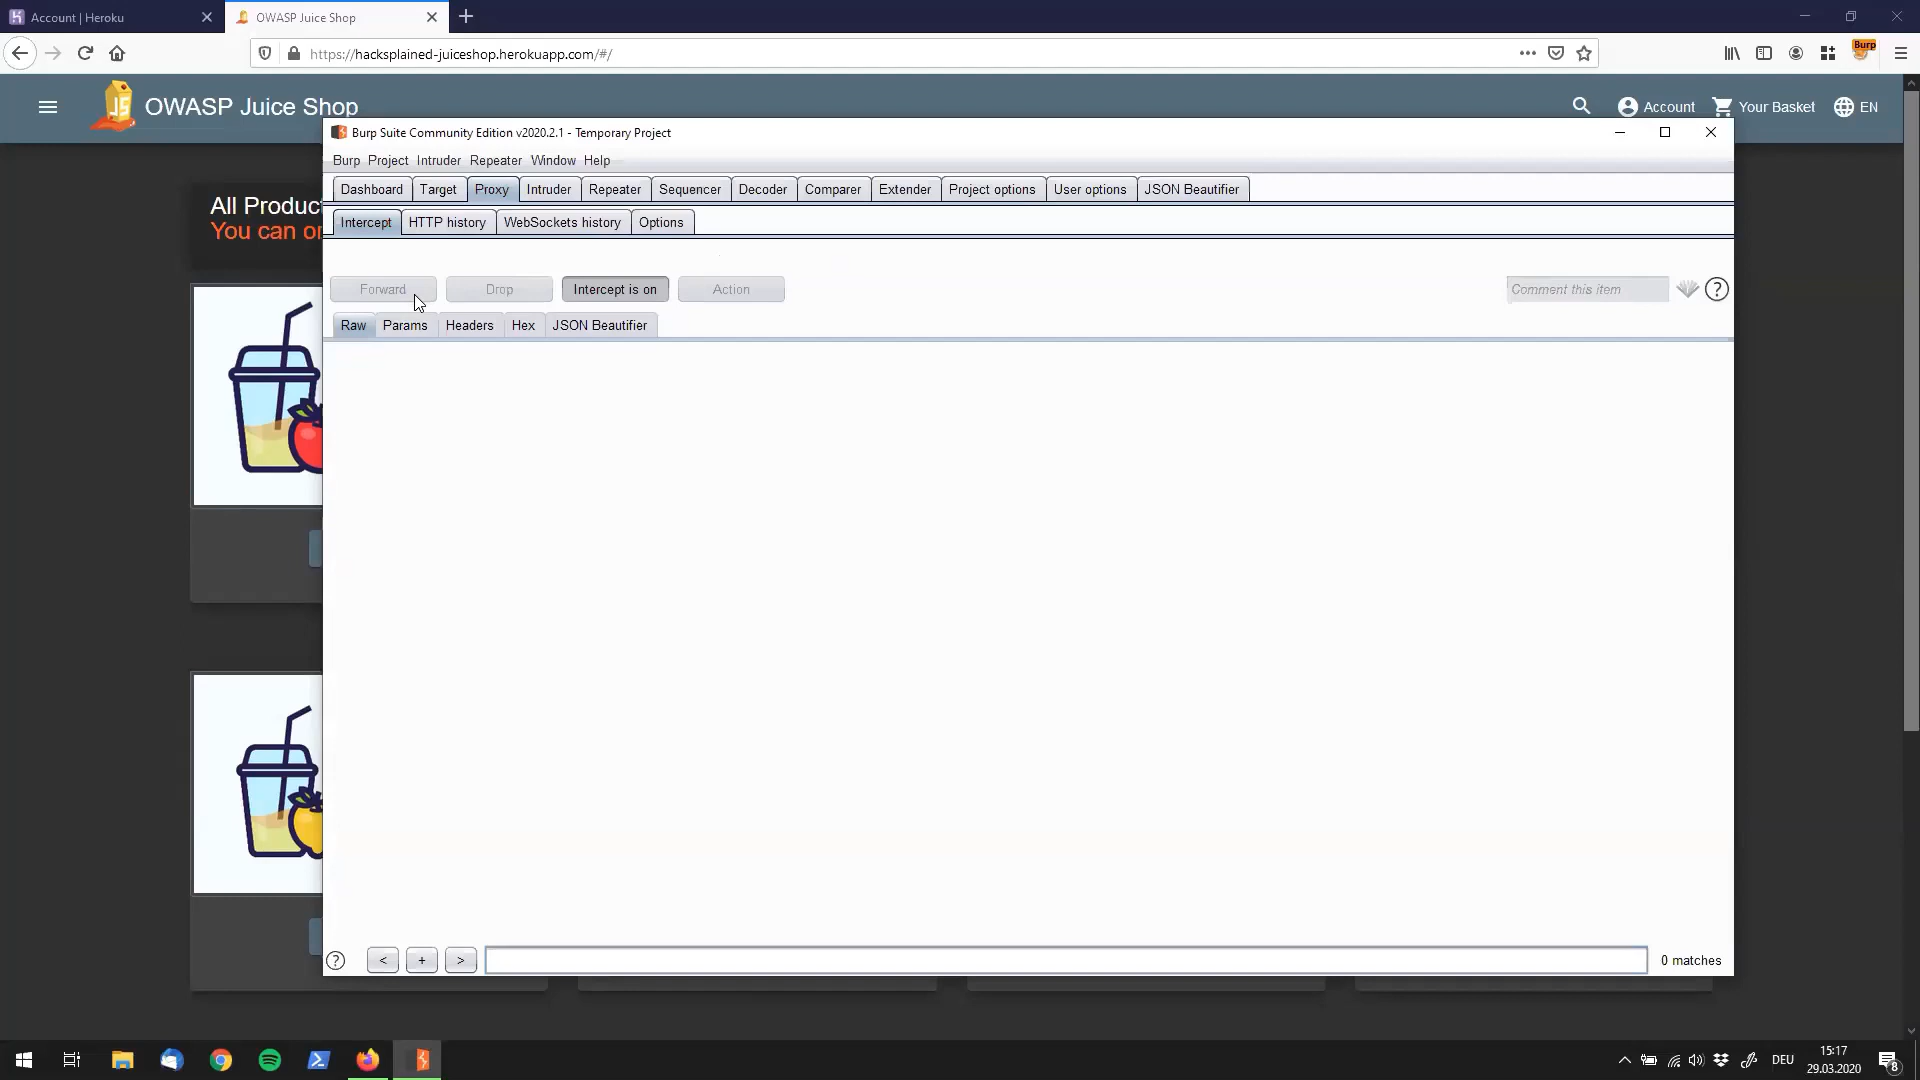 Account | Heroku
OWASP Juice Shop
Burp
https://hacksplained-juiceshop.herokuapp.com/#/
JS
OWASP Juice Shop
Account
Your Basket
EN
Burp Suite Community Edition v2020.2.1 - Temporary Project
Burp Project Intruder Repeater Window Help
Dashboard Target Proxy Intruder Repeater Sequencer Decoder Comparer Extender Project options User options JSON Beautifier
All Produc
You can or
Intercept HTTP history WebSockets history Options
Forward Drop Intercept is on Action
Comment this item
?
Raw Params Headers Hex JSON Beautifier
? < + >
0 matches
DEU
15:17
29.03.2020
8